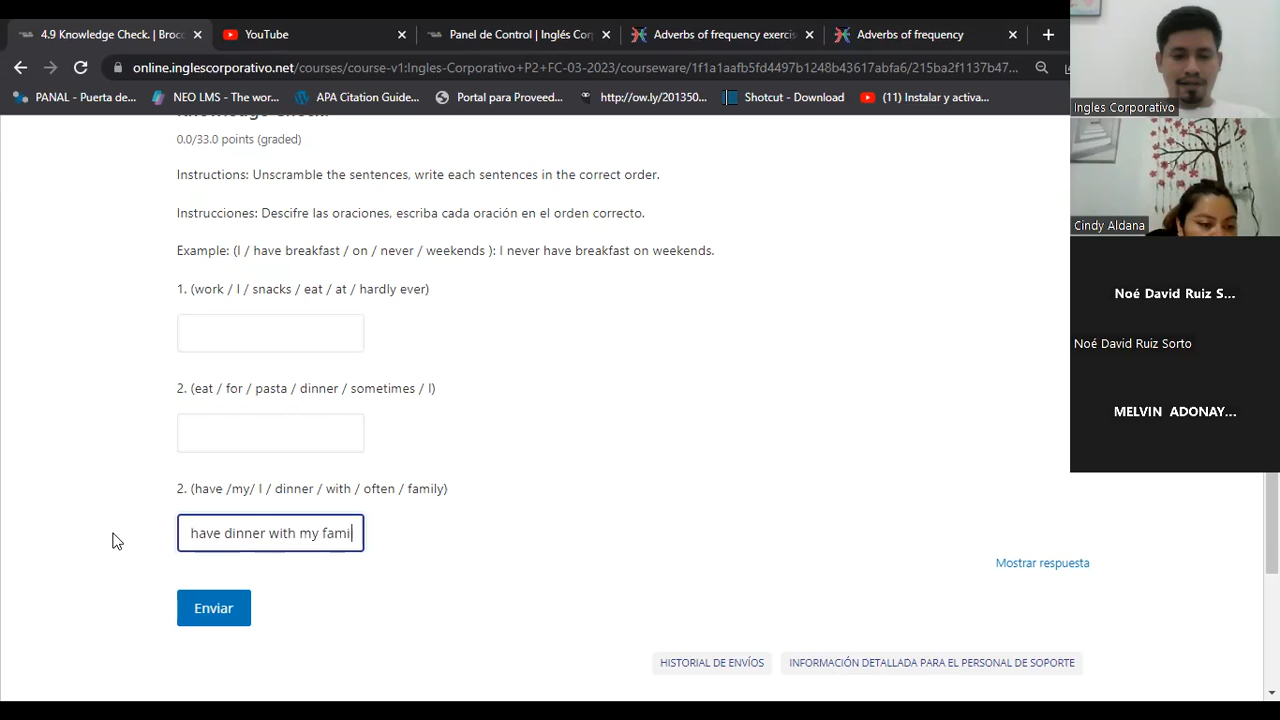 4.9 Knowledge Check. | Broco
YouTube
Panel de Control | Inglés Cor
Adverbs of frequency exercis
Adverbs of frequency
online.inglescorporativo.net/courses/course-v1:Ingles-Corporativo+P2+FC-03-2023/courseware/1f1a1aafb5fd4497b1248b43617abfa6/215ba2f1137b47...
PANAL - Puerta de...
NEO LMS - The wor...
APA Citation Guide...
Portal para Proveed...
http://ow.ly/201350...
Shotcut - Download
(11) Instalar y activa...
Knowledge Check.
0.0/33.0 points (graded)
Instructions: Unscramble the sentences, write each sentences in the correct order.
Instrucciones: Descifre las oraciones, escriba cada oración en el orden correcto.
Example: (I / have breakfast / on / never / weekends ): I never have breakfast on weekends.
1. (work / I / snacks / eat / at / hardly ever)
2. (eat / for / pasta / dinner / sometimes / I)
2. (have /my/ I / dinner / with / often / family)
have dinner with my fami
Mostrar respuesta
Enviar
HISTORIAL DE ENVÍOS
INFORMACIÓN DETALLADA PARA EL PERSONAL DE SOPORTE
Ingles Corporativo
Cindy Aldana
Noé David Ruiz S...
Noé David Ruiz Sorto
MELVIN ADONAY...